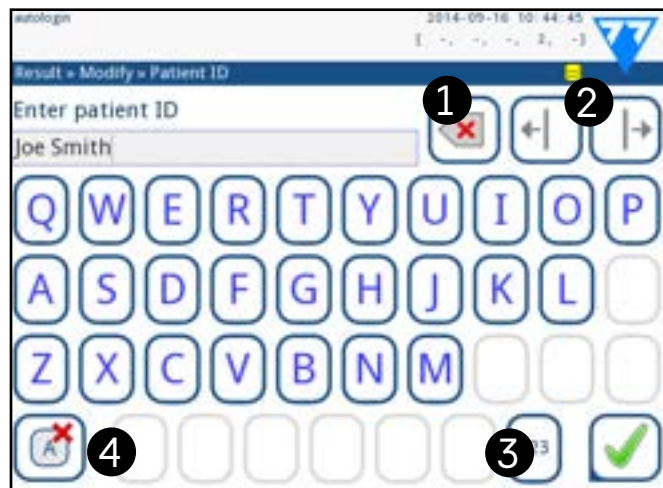 autologin 2014-09-16 10:44:45
[ -, -, -, 2, -]
Result » Modify » Patient ID
Enter patient ID
1
2
Joe Smith
Q W E R T Y U I O P
A S D F G H J K L
Z X C V B N M
A 4 3